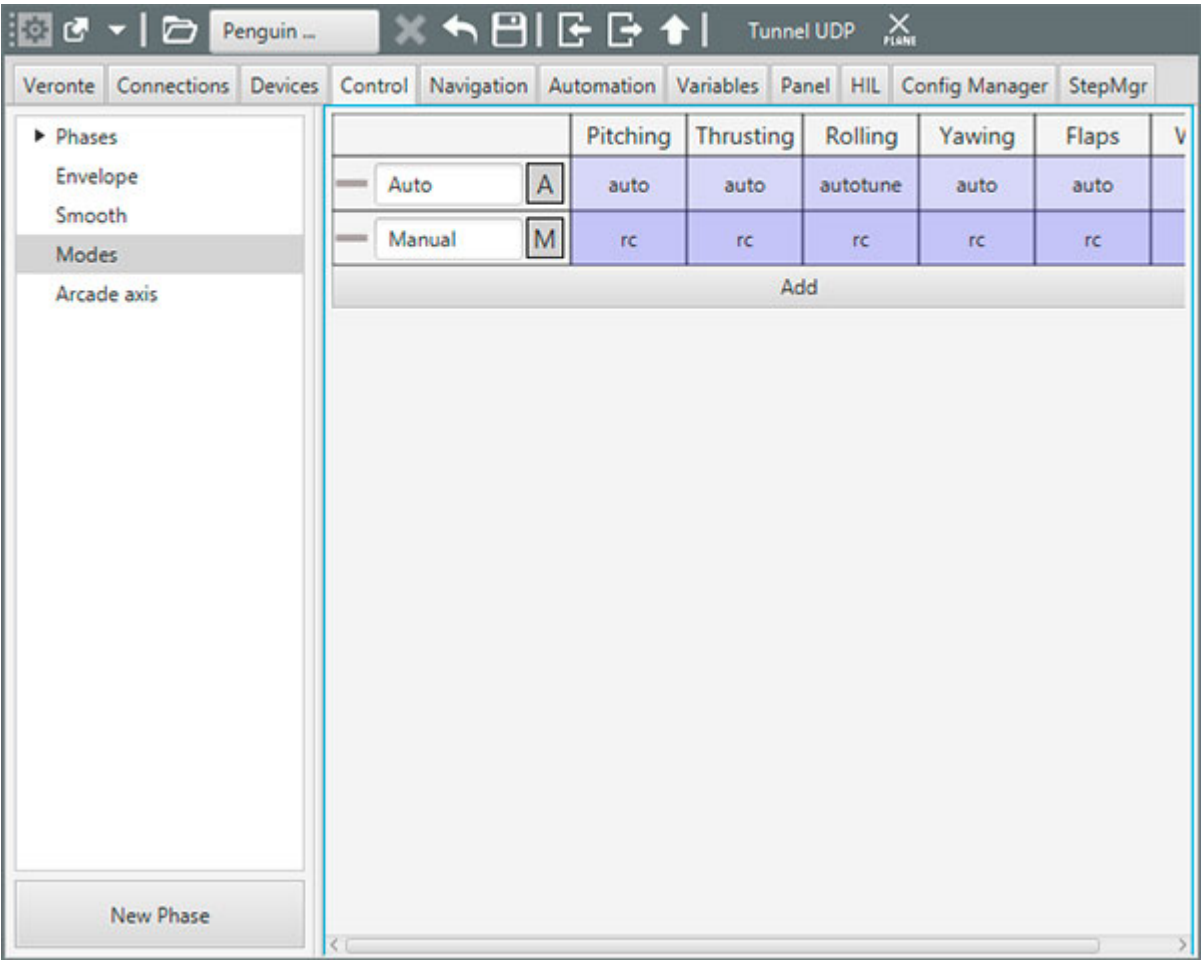 Penguin ... Tunnel UDP X PLANE
Veronte Connections Devices Control Navigation Automation Variables Panel HIL Config Manager StepMgr
Phases
Envelope
Smooth
Modes
Arcade axis
New Phase
Pitching Thrusting Rolling Yawing Flaps
Auto A auto auto autotune auto auto
Manual M rc rc rc rc rc
Add